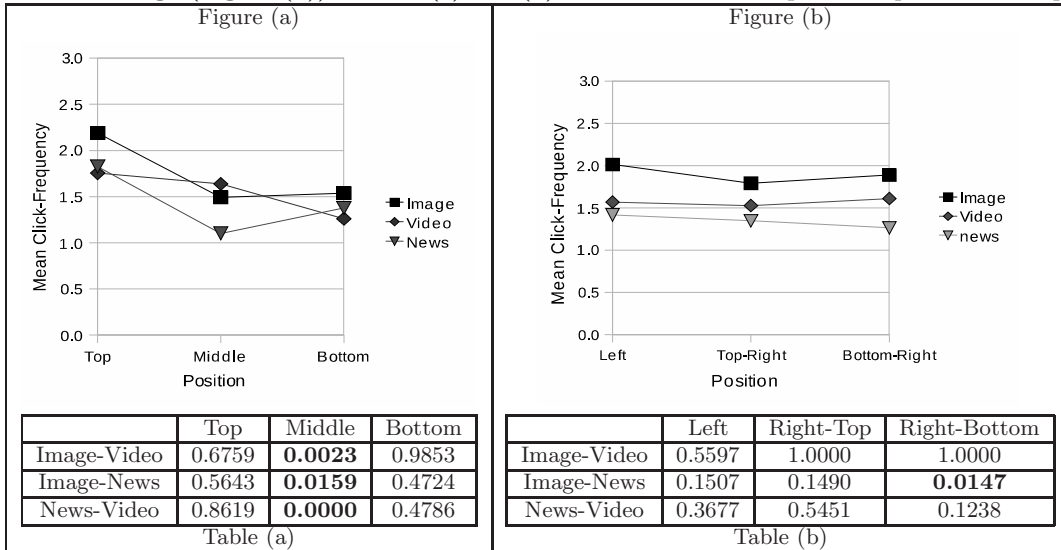 Figure (a)
3.0
2.5
2.0
1.5
1.0
0.5
0.0
Mean Click-Frequency
Top Middle Bottom
Position
Image
Video
News
Top Middle Bottom
Image-Video 0.6759 0.0023 0.9853
Image-News 0.5643 0.0159 0.4724
News-Video 0.8619 0.0000 0.4786
Table (a)
Figure (b)
3.0
2.5
2.0
1.5
1.0
0.5
0.0
Mean Click-Frequency
Left Top-Right Bottom-Right
Position
Image
Video
news
Left Right-Top Right-Bottom
Image-Video 0.5597 1.0000 1.0000
Image-News 0.1507 0.1490 0.0147
News-Video 0.3677 0.5451 0.1238
Table (b)